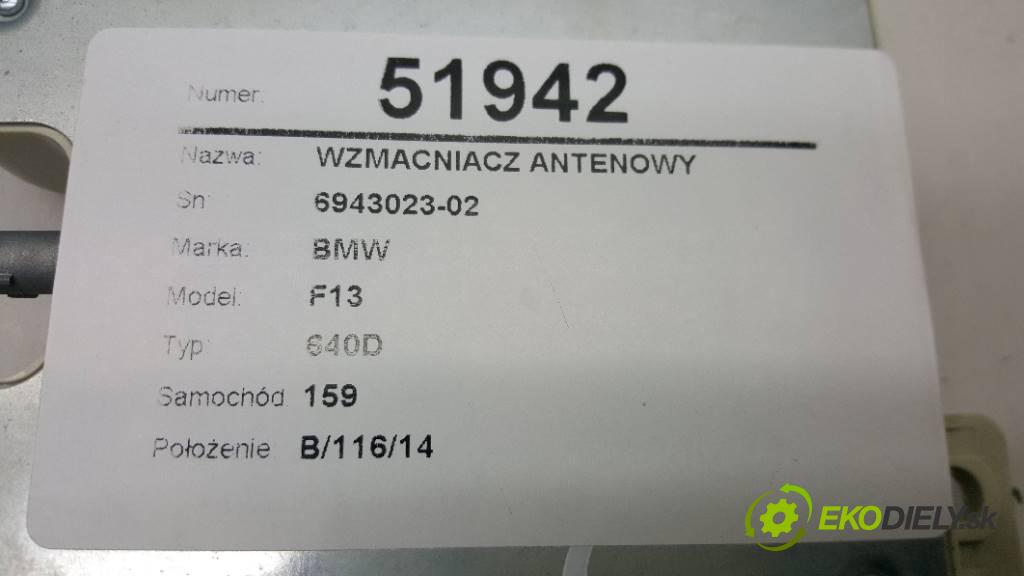 Numer: 51942
Nazwa: WZMACNIACZ ANTENOWY
Sn: 6943023-02
Marka: BMW
Model: F13
Typ: 640D
Samochód 159
Położenie B/116/14
EKODIELY.sk